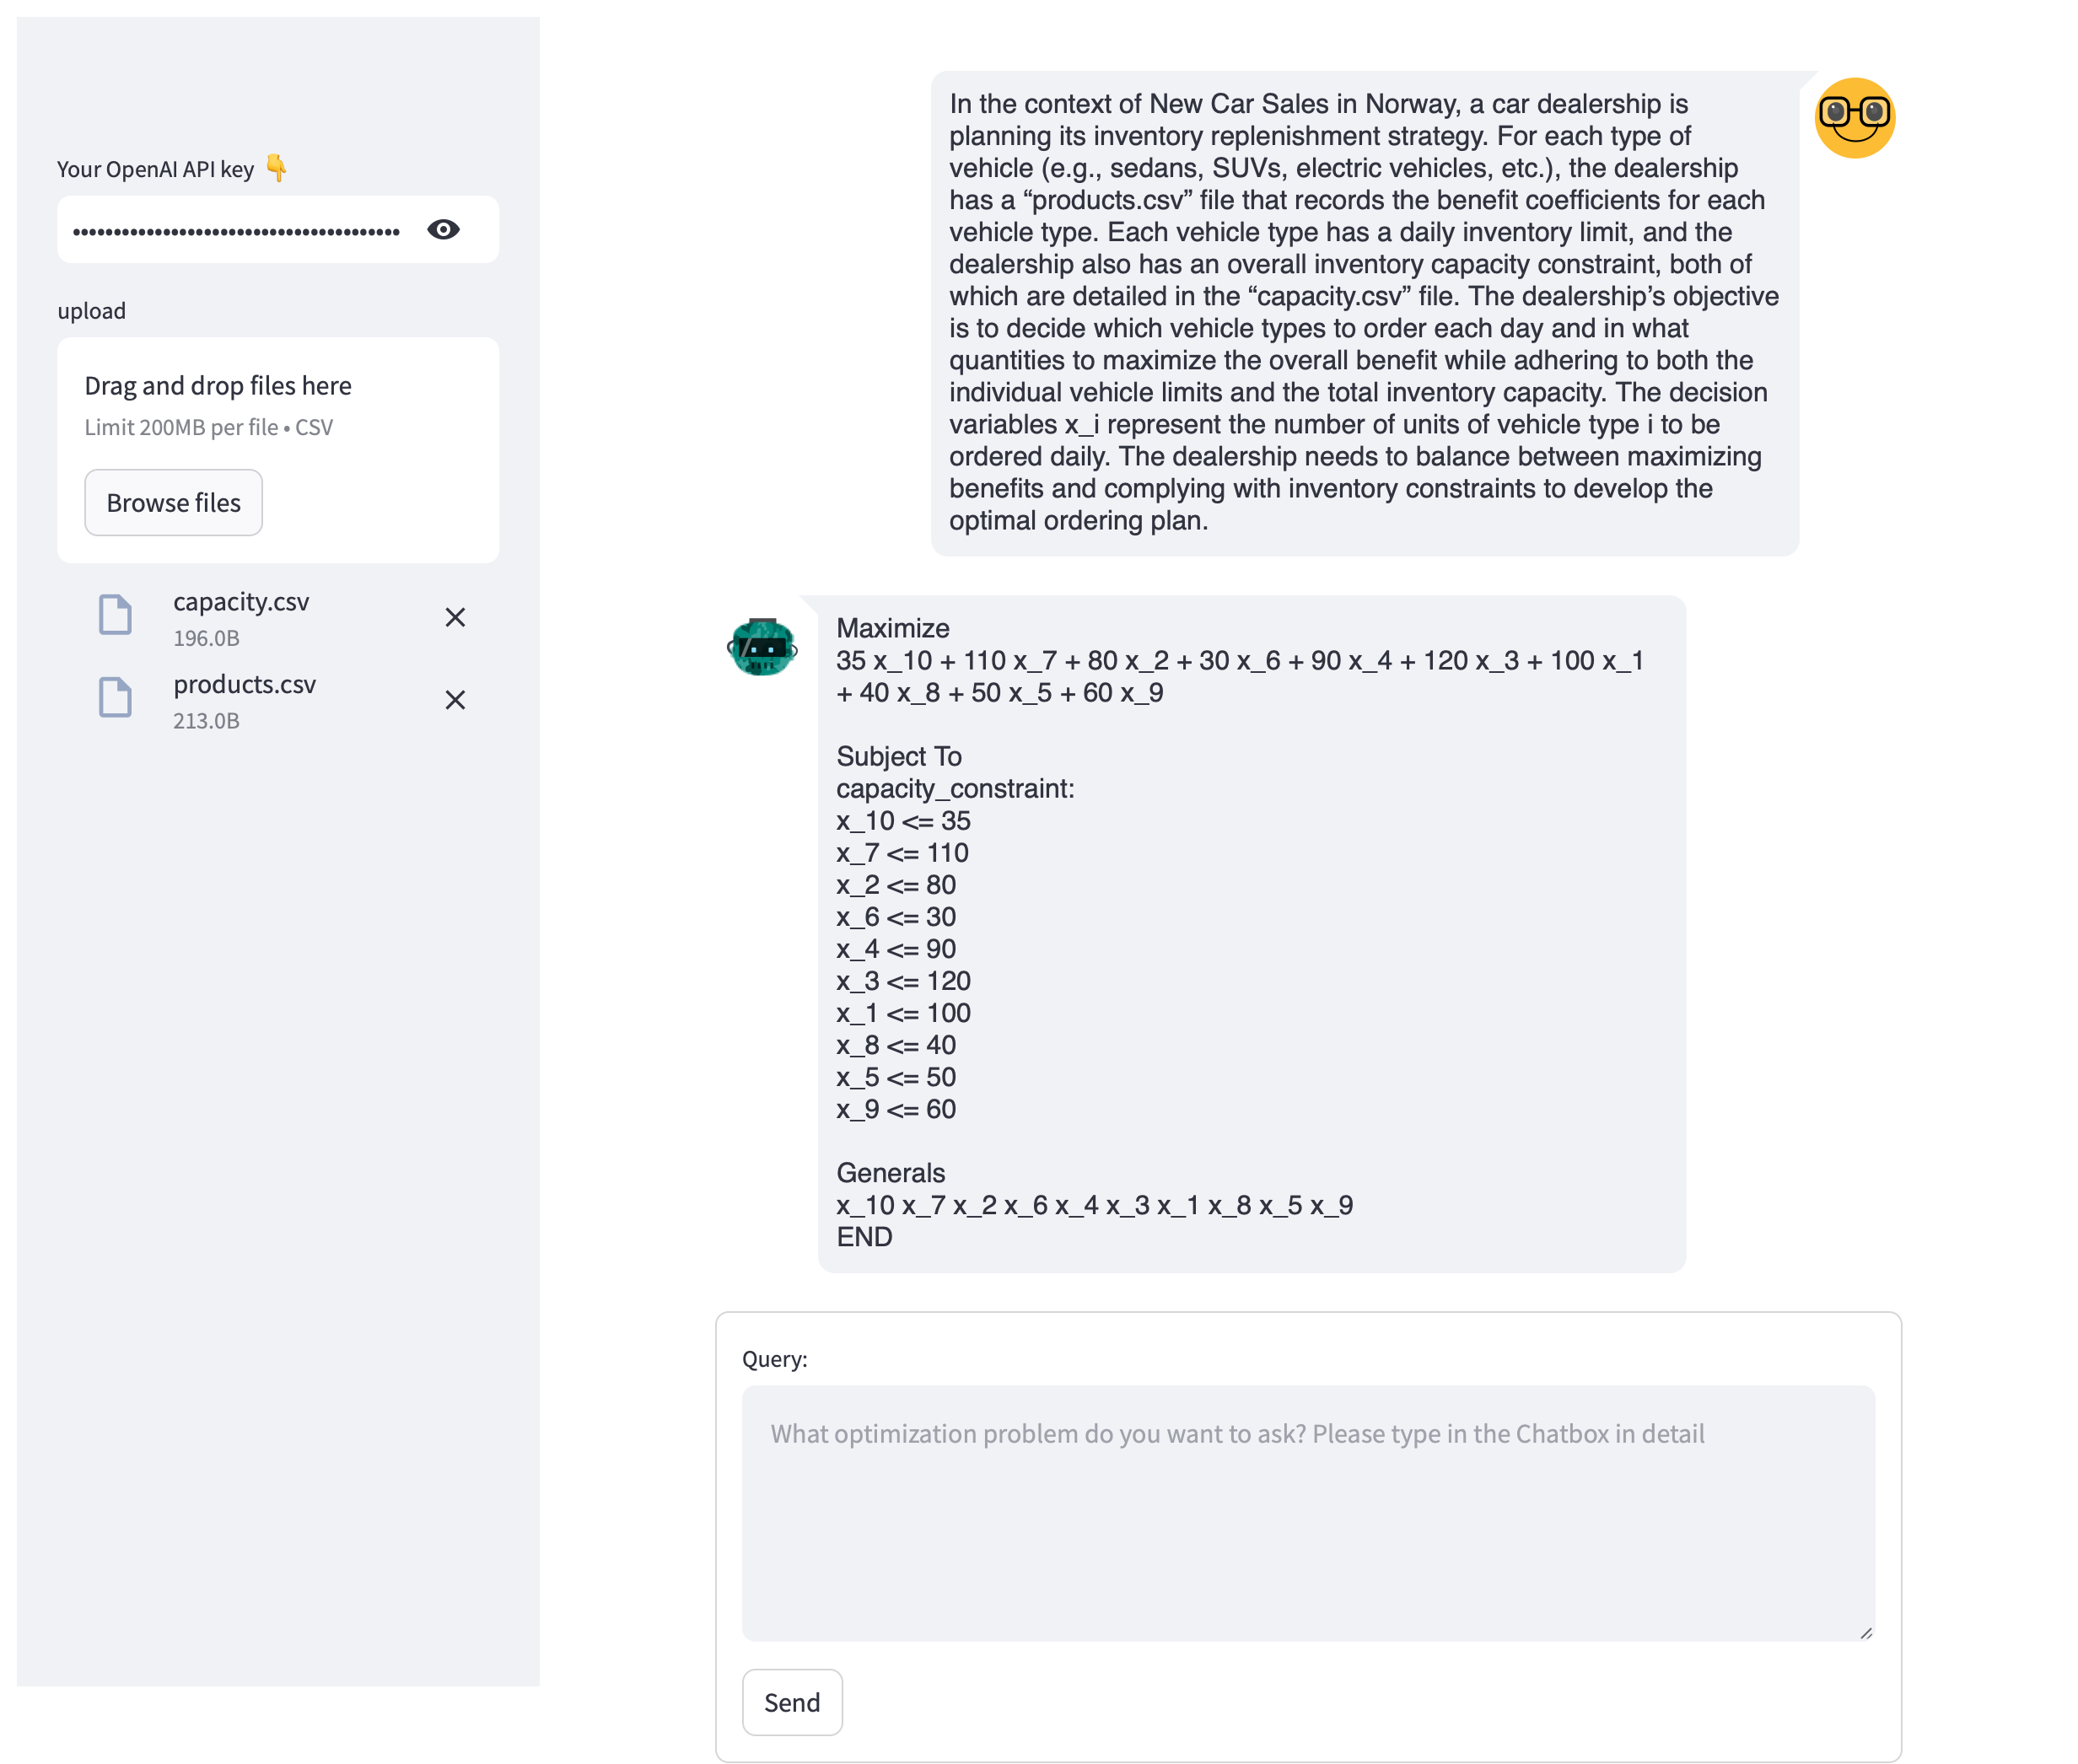 Your OpenAI API key 👇
••••••••••••••••••••••••••••••••••••••••
upload
Drag and drop files here
Limit 200MB per file • CSV
Browse files
capacity.csv
196.0B
products.csv
213.0B
In the context of New Car Sales in Norway, a car dealership is
planning its inventory replenishment strategy. For each type of
vehicle (e.g., sedans, SUVs, electric vehicles, etc.), the dealership
has a “products.csv” file that records the benefit coefficients for each
vehicle type. Each vehicle type has a daily inventory limit, and the
dealership also has an overall inventory capacity constraint, both of
which are detailed in the “capacity.csv” file. The dealership’s objective
is to decide which vehicle types to order each day and in what
quantities to maximize the overall benefit while adhering to both the
individual vehicle limits and the total inventory capacity. The decision
variables x_i represent the number of units of vehicle type i to be
ordered daily. The dealership needs to balance between maximizing
benefits and complying with inventory constraints to develop the
optimal ordering plan.
Maximize
35 x_10 + 110 x_7 + 80 x_2 + 30 x_6 + 90 x_4 + 120 x_3 + 100 x_1
+ 40 x_8 + 50 x_5 + 60 x_9
Subject To
capacity_constraint:
x_10 <= 35
x_7 <= 110
x_2 <= 80
x_6 <= 30
x_4 <= 90
x_3 <= 120
x_1 <= 100
x_8 <= 40
x_5 <= 50
x_9 <= 60
Generals
x_10 x_7 x_2 x_6 x_4 x_3 x_1 x_8 x_5 x_9
END
Query:
What optimization problem do you want to ask? Please type in the Chatbox in detail
Send